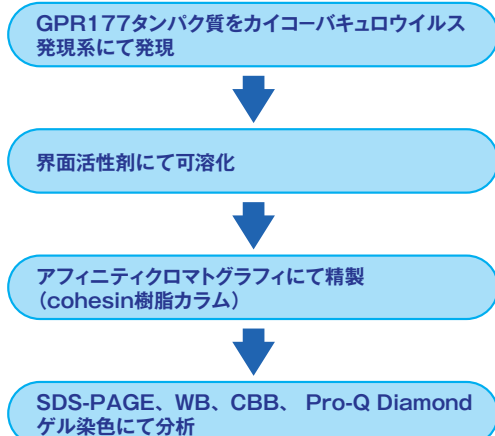 GPR177タンパク質をカイコーバキュロウイルス
発現系にて発現
界面活性剤にて可溶化
アフィニティクロマトグラフィにて精製
（cohesin樹脂カラム）
SDS-PAGE、WB、CBB、 Pro-Q Diamond
ゲル染色にて分析